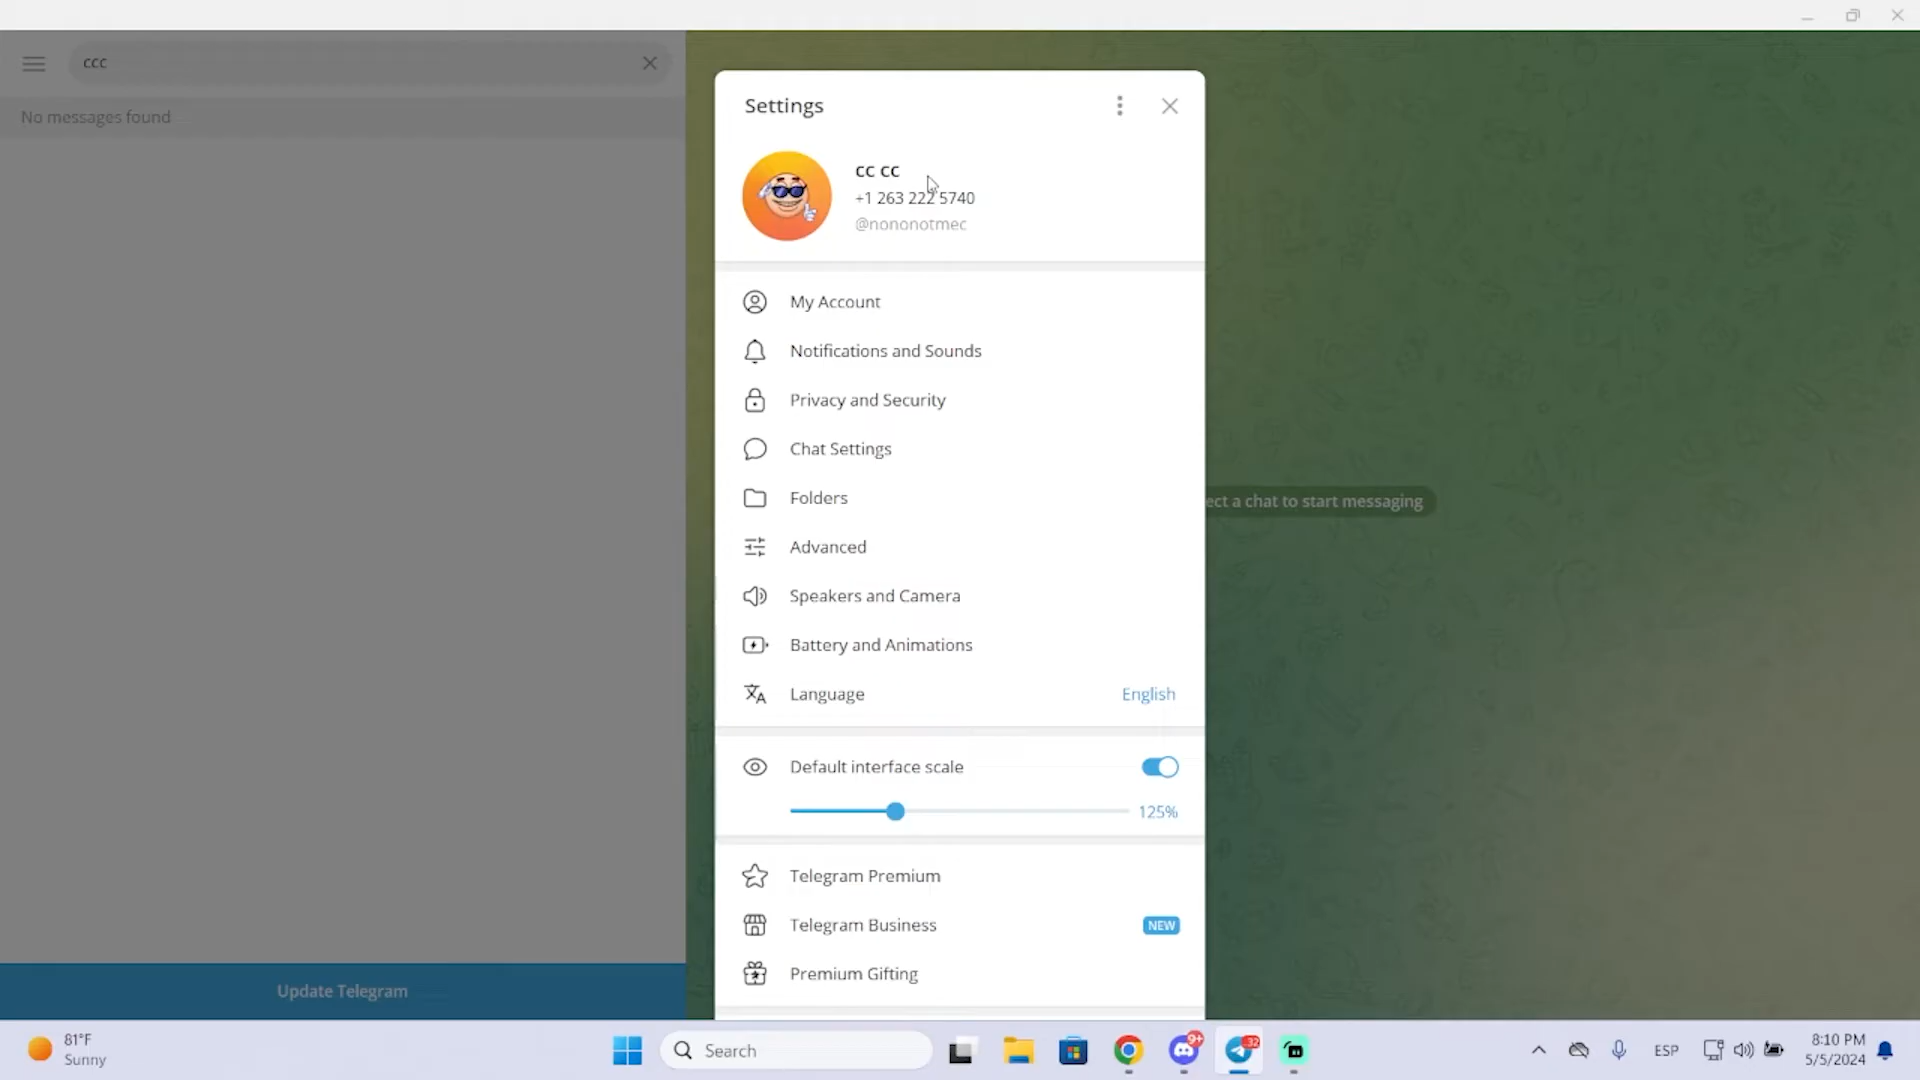 ccc
No messages found
Settings
cc cc
+1 263 222 5740
@nononotmec
My Account
Notifications and Sounds
Privacy and Security
Chat Settings
Folders
Advanced
Speakers and Camera
Battery and Animations
Language English
Default interface scale
125%
Telegram Premium
Telegram Business NEW
Premium Gifting
ect a chat to start messaging
Update Telegram
81°F
Sunny
Search
9+
32
ESP
8:10 PM
5/5/2024